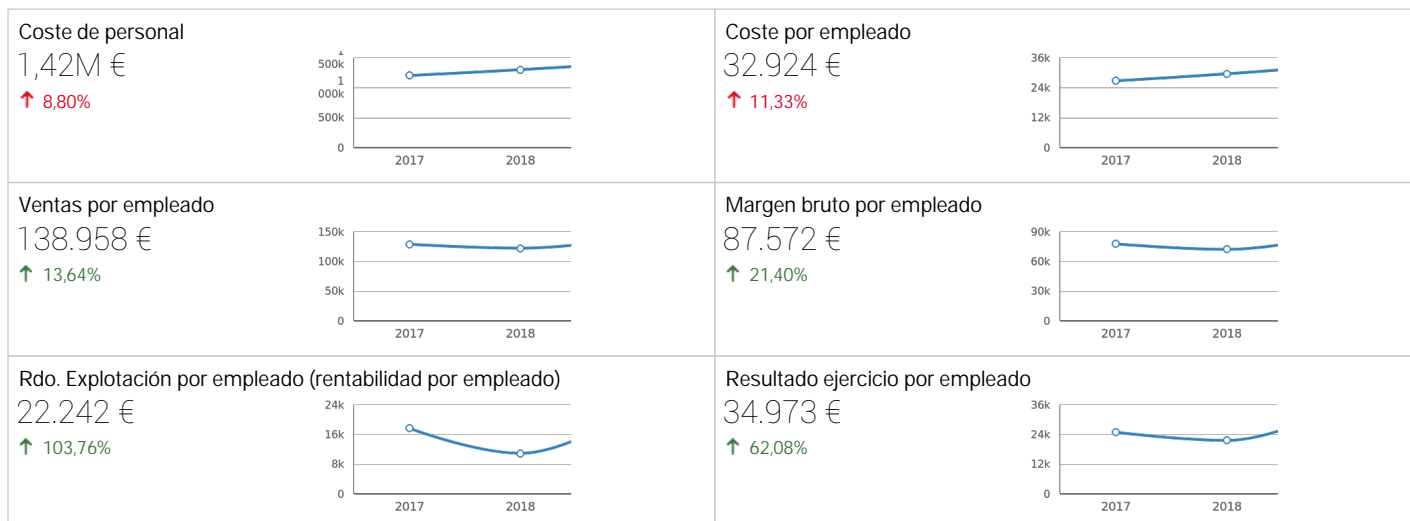 Coste de personal
1,42M €
↑ 8,80%
1
500k
1
000k
500k
0
2017 2018
Coste por empleado
32.924 €
↑ 11,33%
36k
24k
12k
0
2017 2018
Ventas por empleado
138.958 €
↑ 13,64%
150k
100k
50k
0
2017 2018
Margen bruto por empleado
87.572 €
↑ 21,40%
90k
60k
30k
0
2017 2018
Rdo. Explotación por empleado (rentabilidad por empleado)
22.242 €
↑ 103,76%
24k
16k
8k
0
2017 2018
Resultado ejercicio por empleado
34.973 €
↑ 62,08%
36k
24k
12k
0
2017 2018